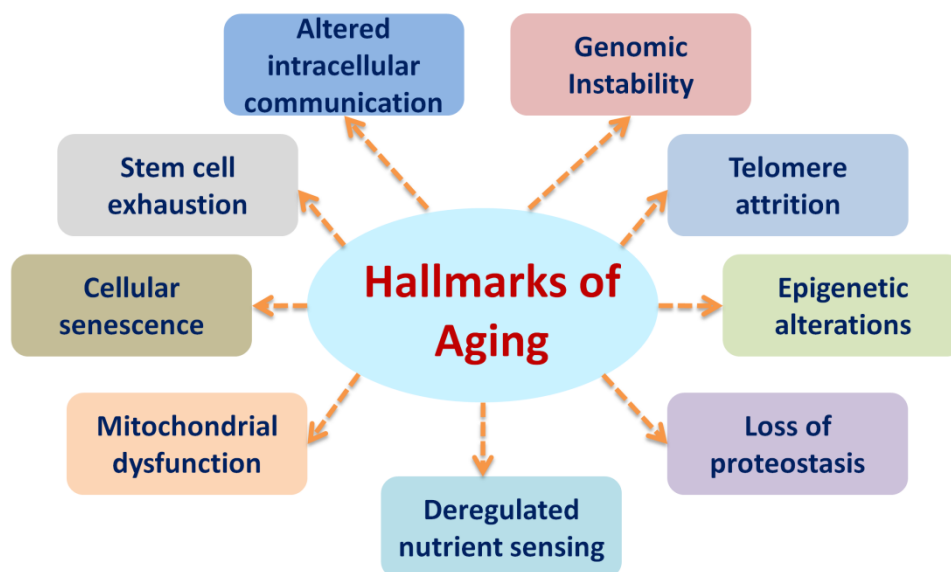 Hallmarks of
Aging
Altered
intracellular
communication
Genomic
Instability
Telomere
attrition
Epigenetic
alterations
Loss of
proteostasis
Deregulated
nutrient sensing
Mitochondrial
dysfunction
Cellular
senescence
Stem cell
exhaustion